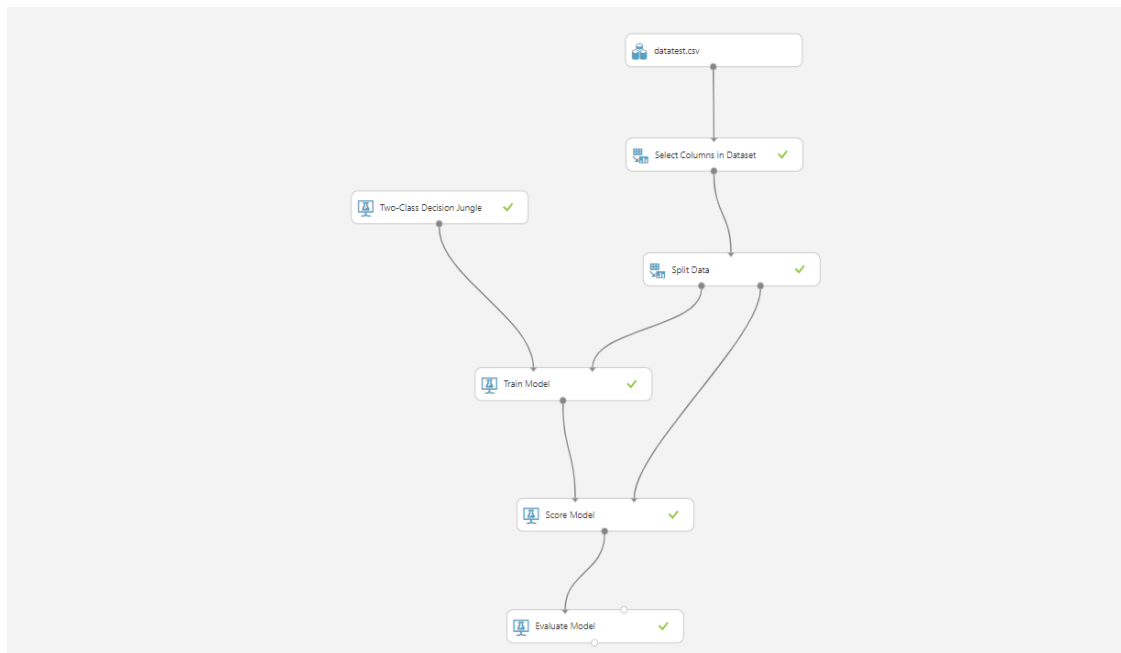 datatest.csv
Select Columns in Dataset
Two-Class Decision Jungle
Split Data
Train Model
Score Model
Evaluate Model